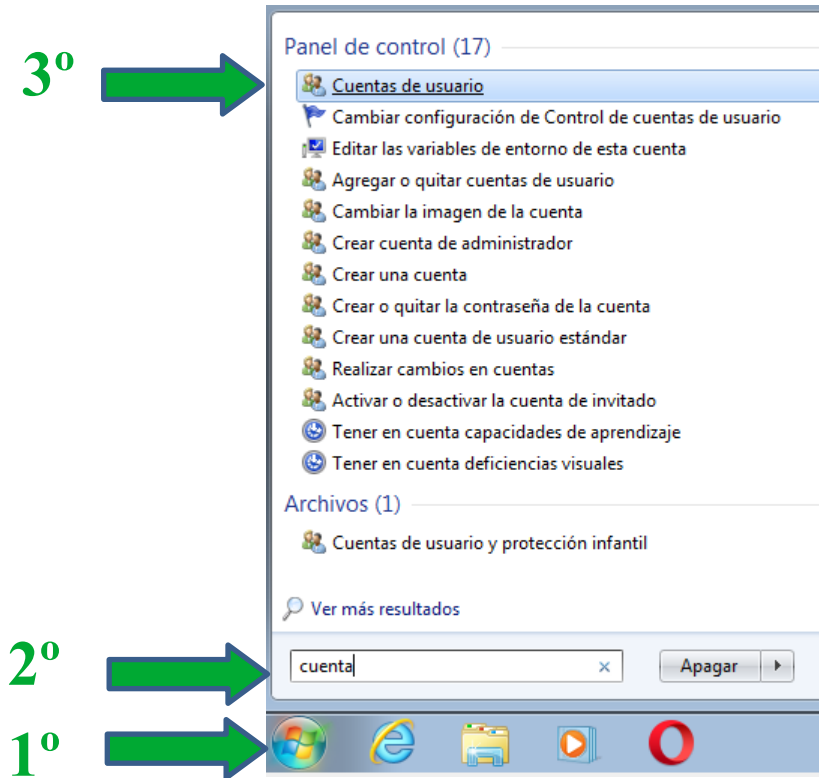 Panel de control (17)
3º
Cuentas de usuario
Cambiar configuración de Control de cuentas de usuario
Editar las variables de entorno de esta cuenta
Agregar o quitar cuentas de usuario
Cambiar la imagen de la cuenta
Crear cuenta de administrador
Crear una cuenta
Crear o quitar la contraseña de la cuenta
Crear una cuenta de usuario estándar
Realizar cambios en cuentas
Activar o desactivar la cuenta de invitado
Tener en cuenta capacidades de aprendizaje
Tener en cuenta deficiencias visuales
Archivos (1)
Cuentas de usuario y protección infantil
Ver más resultados
2º
cuenta
Apagar
1º